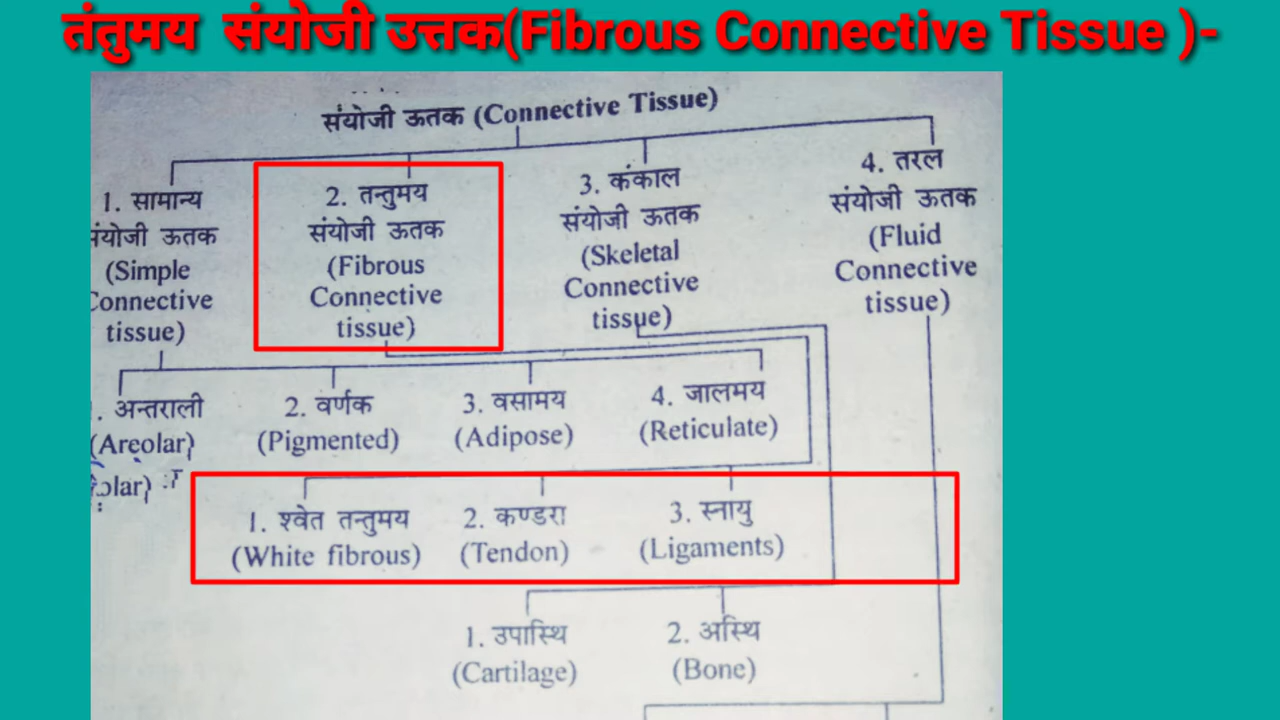 तंतुमय संयोजी उत्तक(Fibrous Connective Tissue )-
संयोजी ऊतक (Connective Tissue)
1. सामान्य
संयोजी ऊतक
(Simple
Connective
tissue)
2. तन्तुमय
संयोजी ऊतक
(Fibrous
Connective
tissue)
3. कंकाल
संयोजी ऊतक
(Skeletal
Connective
tissue)
4. तरल
संयोजी ऊतक
(Fluid
Connective
tissue)
. अन्तराली
(Areolar)
olar)
2. वर्णक
(Pigmented)
3. वसामय
(Adipose)
4. जालमय
(Reticulate)
1. श्वेत तन्तुमय
(White fibrous)
2. कण्डरा
(Tendon)
3. स्नायु
(Ligaments)
1. उपास्थि
(Cartilage)
2. अस्थि
(Bone)